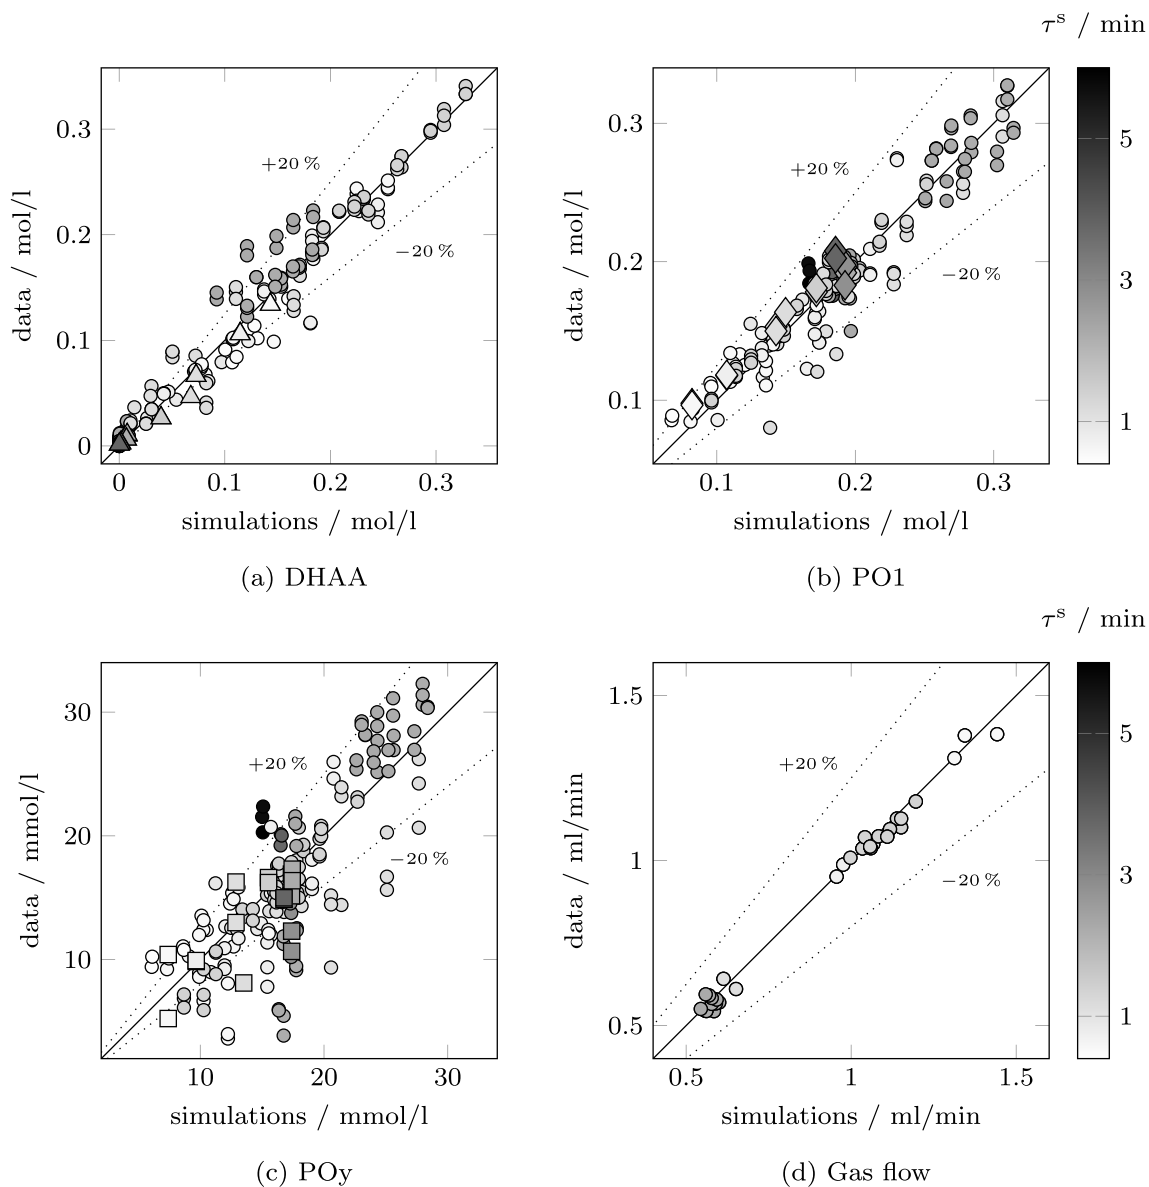 τˢ / min
+20 %
−20 %
0.3
0.2
0.1
0
0 0.1 0.2 0.3
data / mol/l
simulations / mol/l
(a) DHAA
+20 %
−20 %
0.3
0.2
0.1
0.1 0.2 0.3
data / mol/l
simulations / mol/l
(b) PO1
5
3
1
τˢ / min
+20 %
−20 %
30
20
10
10 20 30
data / mmol/l
simulations / mmol/l
(c) POy
+20 %
−20 %
1.5
1
0.5
0.5 1 1.5
data / ml/min
simulations / ml/min
(d) Gas flow
5
3
1